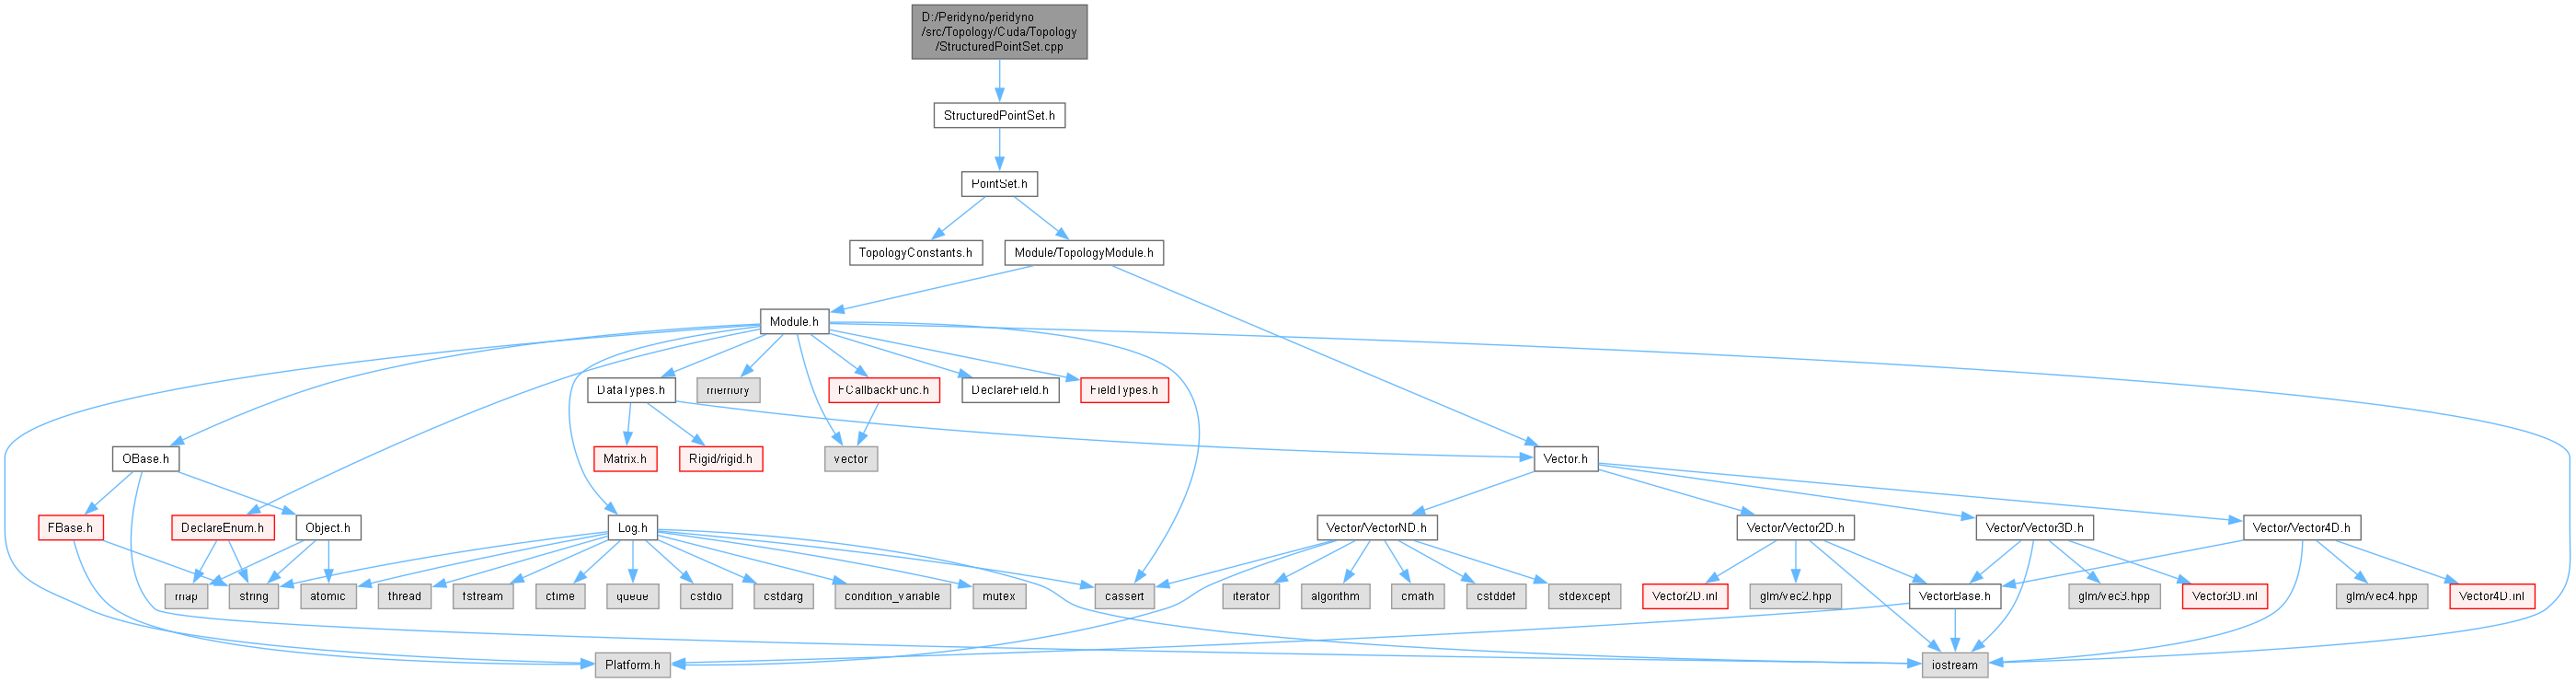 D:/Peridyno/peridyno
/src/Topology/Cuda/Topology
/StructuredPointSet.cpp
StructuredPointSet.h
PointSet.h
TopologyConstants.h
Module/TopologyModule.h
Module.h
DataTypes.h
memory
FCallbackFunc.h
DeclareField.h
FieldTypes.h
OBase.h
Matrix.h
Rigid/rigid.h
vector
Vector.h
FBase.h
DeclareEnum.h
Object.h
Log.h
Vector/VectorND.h
Vector/Vector2D.h
Vector/Vector3D.h
Vector/Vector4D.h
map
string
atomic
thread
fstream
ctime
queue
cstdio
cstdarg
condition_variable
mutex
cassert
iterator
algorithm
cmath
cstddef
stdexcept
Vector2D.inl
glm/vec2.hpp
VectorBase.h
glm/vec3.hpp
Vector3D.inl
glm/vec4.hpp
Vector4D.inl
Platform.h
iostream